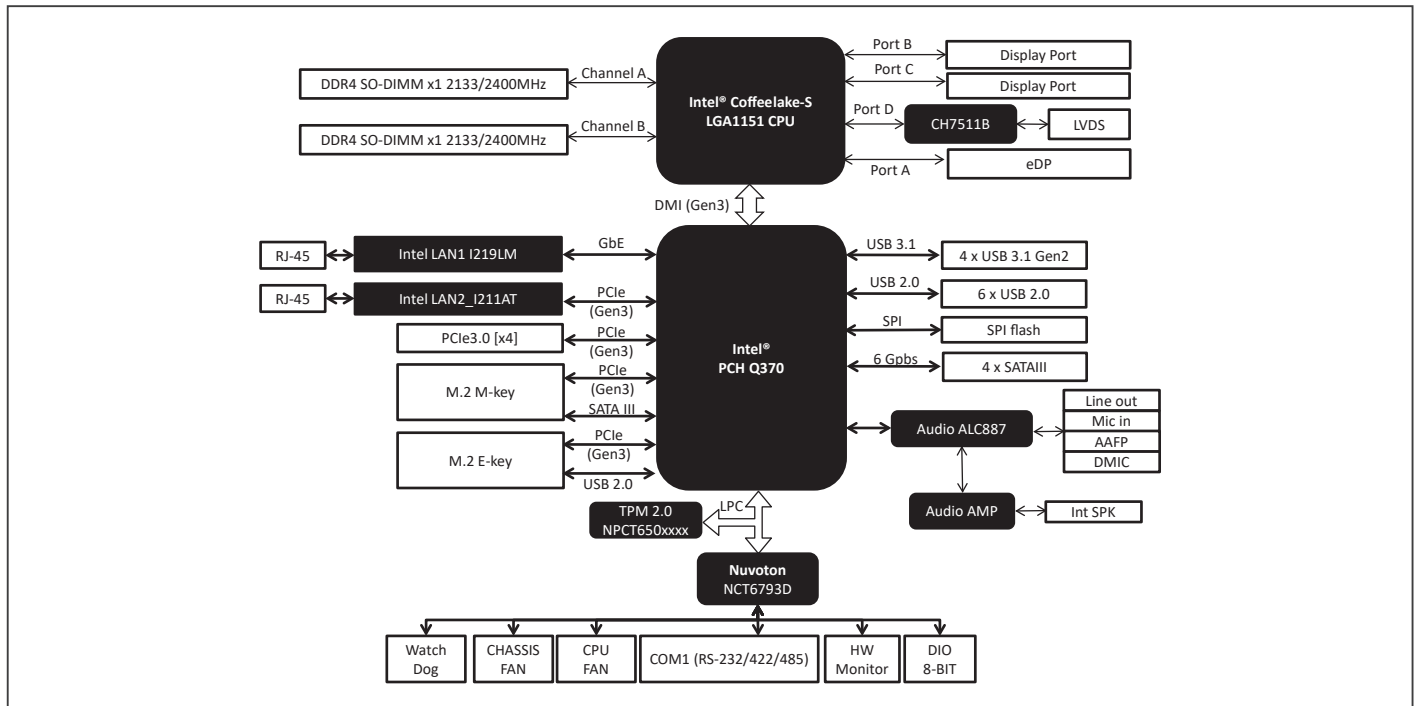 DDR4 SO-DIMM x1 2133/2400MHz
Channel A
DDR4 SO-DIMM x1 2133/2400MHz
Channel B
Intel® Coffeelake-S
LGA1151 CPU
Port B
Display Port
Port C
Display Port
Port D
CH7511B
LVDS
Port A
eDP
DMI (Gen3)
RJ-45
Intel LAN1 I219LM
GbE
RJ-45
Intel LAN2_I211AT
PCIe
(Gen3)
PCIe3.0 [x4]
PCIe
(Gen3)
M.2 M-key
PCIe
(Gen3)
SATA III
M.2 E-key
PCIe
(Gen3)
USB 2.0
Intel®
PCH Q370
USB 3.1
4 x USB 3.1 Gen2
USB 2.0
6 x USB 2.0
SPI
SPI flash
6 Gpbs
4 x SATAIII
Audio ALC887
Line out
Mic in
AAFP
DMIC
Audio AMP
Int SPK
TPM 2.0
NPCT650xxxx
LPC
Nuvoton
NCT6793D
Watch
Dog
CHASSIS
FAN
CPU
FAN
COM1 (RS-232/422/485)
HW
Monitor
DIO
8-BIT